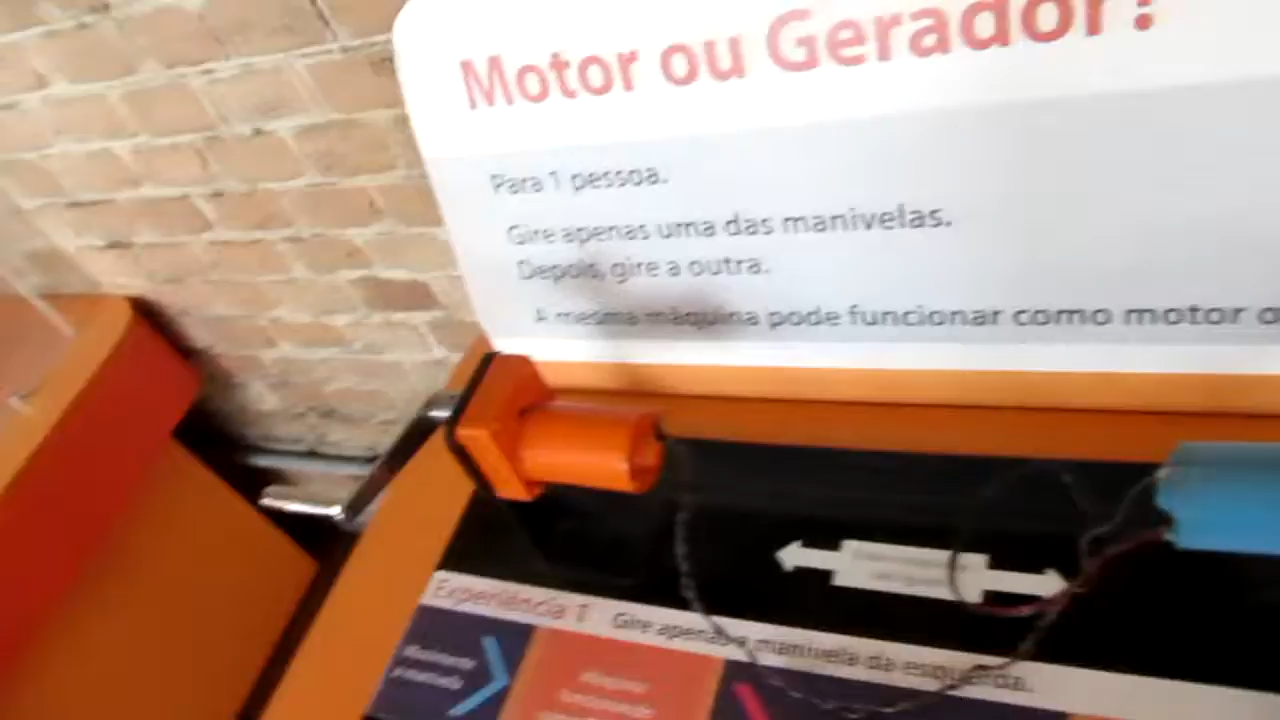 Motor ou Gerador?
Para 1 pessoa.
Gire apenas uma das manivelas.
Depois, gire a outra.
A mesma máquina pode funcionar como motor o
Experiência 1 Gire apenas a manivela da esquerda.